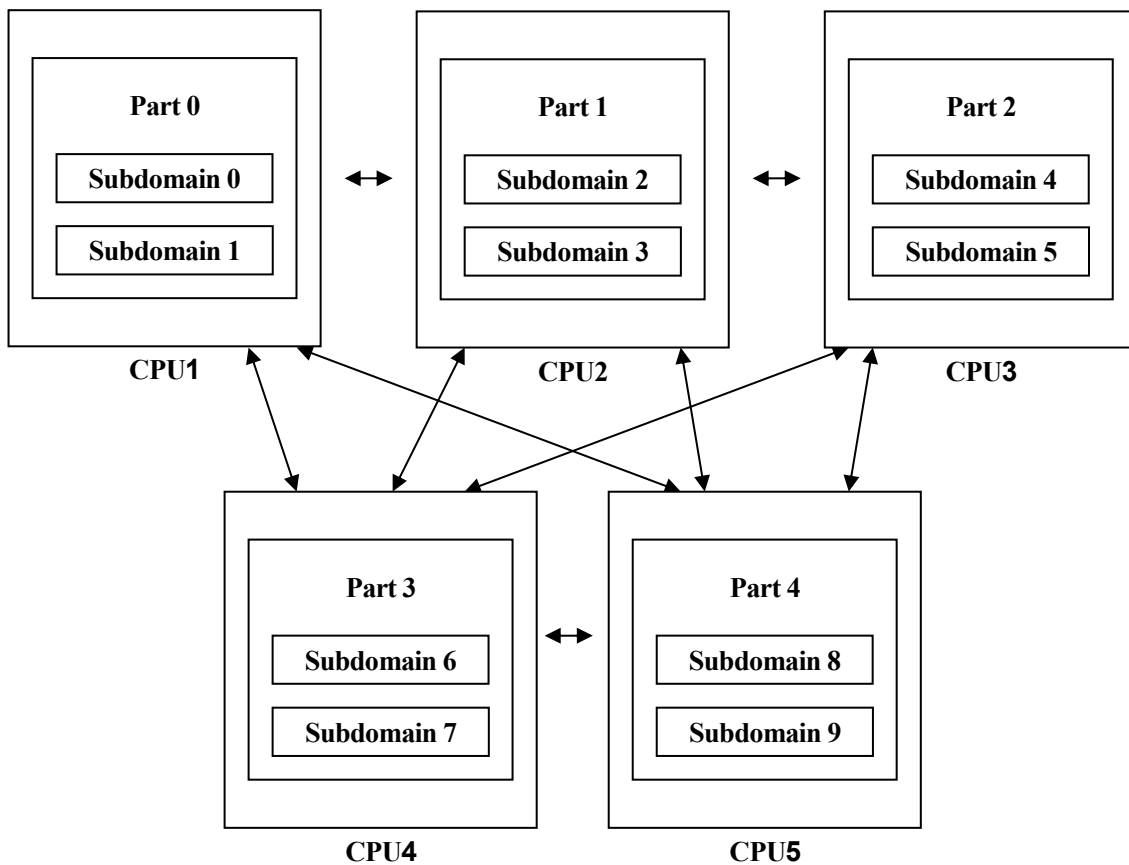 Part 0
Subdomain 0
Subdomain 1
CPU1
Part 1
Subdomain 2
Subdomain 3
CPU2
Part 2
Subdomain 4
Subdomain 5
CPU3
Part 3
Subdomain 6
Subdomain 7
CPU4
Part 4
Subdomain 8
Subdomain 9
CPU5